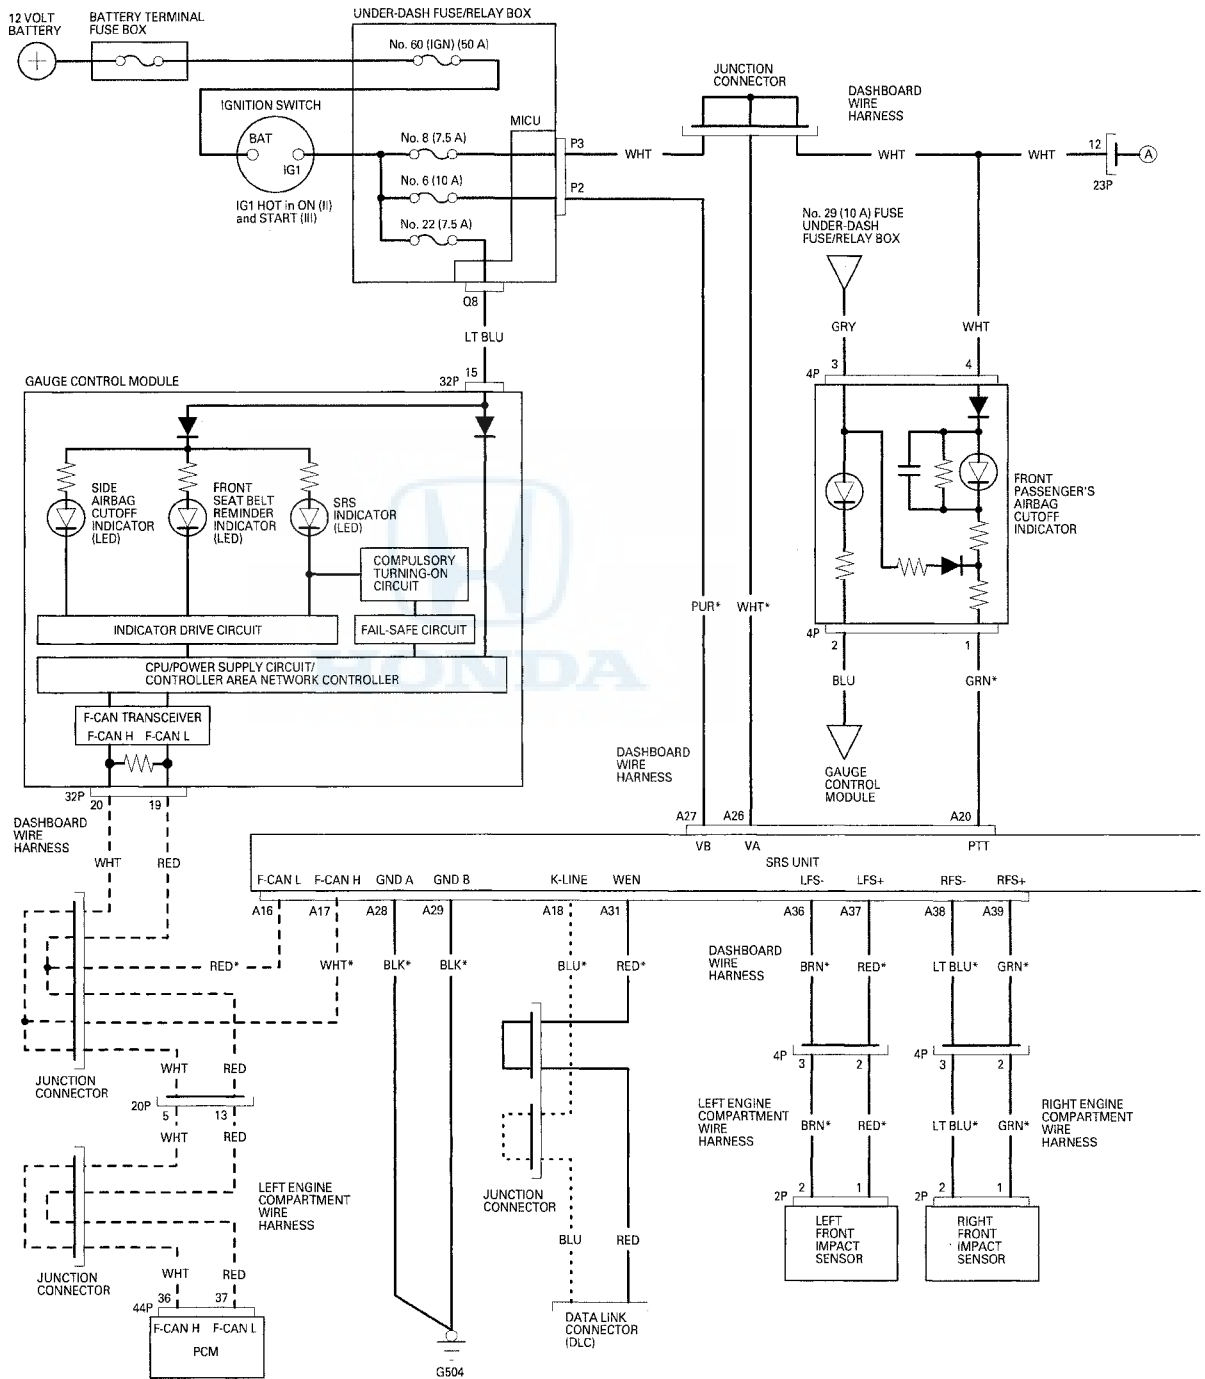 12 VOLT
BATTERY
BATTERY TERMINAL
FUSE BOX
UNDER-DASH FUSE/RELAY BOX
No. 60 (IGN) (50 A)
IGNITION SWITCH
BAT
IG1
IG1 HOT in ON (II)
and START (III)
MICU
No. 8 (7.5 A)
No. 6 (10 A)
No. 22 (7.5 A)
P3
P2
Q8
WHT
JUNCTION
CONNECTOR
DASHBOARD
WIRE
HARNESS
WHT
WHT
12
A
23P
No. 29 (10 A) FUSE
UNDER-DASH
FUSE/RELAY BOX
GRY
WHT
LT BLU
GAUGE CONTROL MODULE
32P
15
4P
3
4
SIDE
AIRBAG
CUTOFF
INDICATOR
(LED)
FRONT
SEAT BELT
REMINDER
INDICATOR
(LED)
SRS
INDICATOR
(LED)
COMPULSORY
TURNING-ON
CIRCUIT
FRONT
PASSENGER'S
AIRBAG
CUTOFF
INDICATOR
INDICATOR DRIVE CIRCUIT
FAIL-SAFE CIRCUIT
HONDA
PUR*
WHT*
4P
2
1
CPU/POWER SUPPLY CIRCUIT/
CONTROLLER AREA NETWORK CONTROLLER
BLU
GRN*
F-CAN TRANSCEIVER
F-CAN H
F-CAN L
DASHBOARD
WIRE
HARNESS
GAUGE
CONTROL
MODULE
32P
20
19
DASHBOARD
WIRE
HARNESS
A27
A26
A20
VB
VA
PTT
SRS UNIT
WHT
RED
F-CAN L
F-CAN H
GND A
GND B
K-LINE
WEN
LFS-
LFS+
RFS-
RFS+
A16
A17
A28
A29
A18
A31
A36
A37
A38
A39
RED*
WHT*
BLK*
BLK*
BLU*
RED*
DASHBOARD
WIRE
HARNESS
BRN*
RED*
LT BLU*
GRN*
JUNCTION
CONNECTOR
WHT
RED
4P
3
2
4P
3
2
20P
5
13
WHT
RED
LEFT ENGINE
COMPARTMENT
WIRE
HARNESS
BRN*
RED*
LT BLU*
GRN*
RIGHT ENGINE
COMPARTMENT
WIRE
HARNESS
LEFT ENGINE
COMPARTMENT
WIRE
HARNESS
JUNCTION
CONNECTOR
2P
2
1
2P
2
1
LEFT
FRONT
IMPACT
SENSOR
RIGHT
FRONT
IMPACT
SENSOR
BLU
RED
JUNCTION
CONNECTOR
WHT
RED
44P
36
37
F-CAN H
F-CAN L
PCM
DATA LINK
CONNECTOR
(DLC)
G504